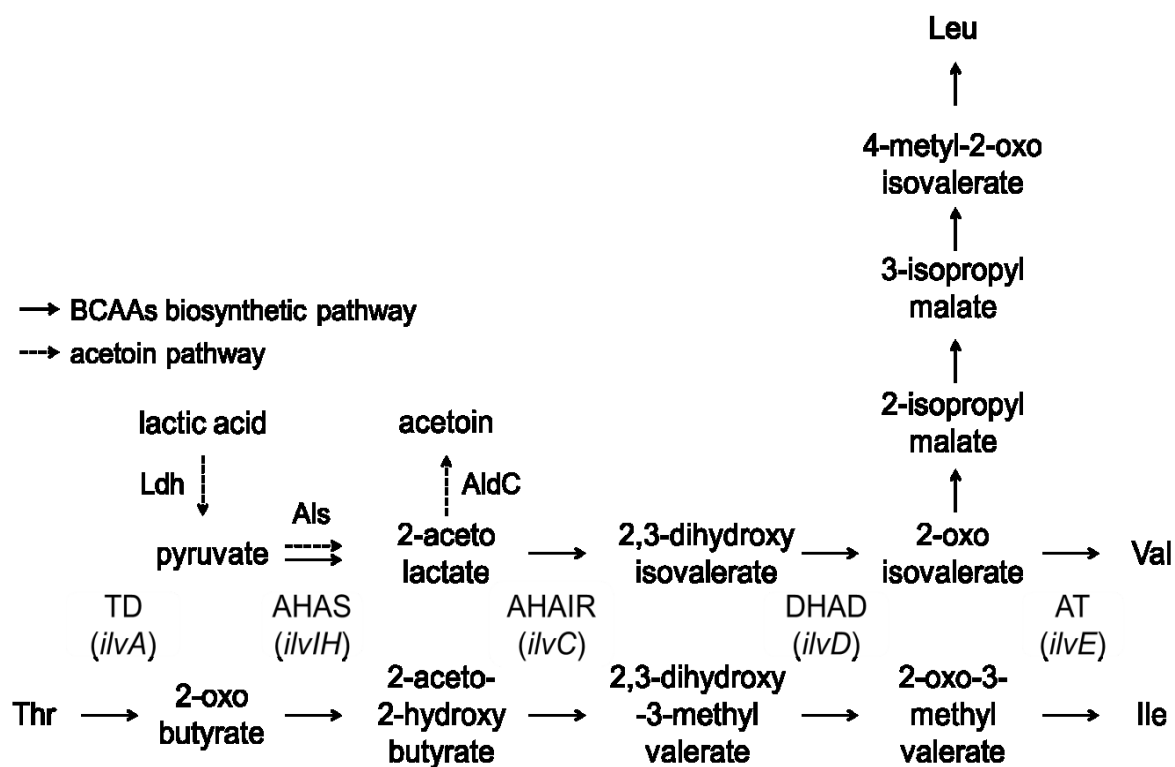 Leu
4-metyl-2-oxo
isovalerate
3-isopropyl
malate
BCAAs biosynthetic pathway
acetoin pathway
2-isopropyl
malate
lactic acid
acetoin
Ldh
AldC
Als
pyruvate
2-aceto
lactate
2,3-dihydroxy
isovalerate
2-oxo
isovalerate
Val
TD
(ilvA)
AHAS
(ilvIH)
AHAIR
(ilvC)
DHAD
(ilvD)
AT
(ilvE)
Thr
2-oxo
butyrate
2-aceto-
2-hydroxy
butyrate
2,3-dihydroxy
-3-methyl
valerate
2-oxo-3-
methyl
valerate
Ile